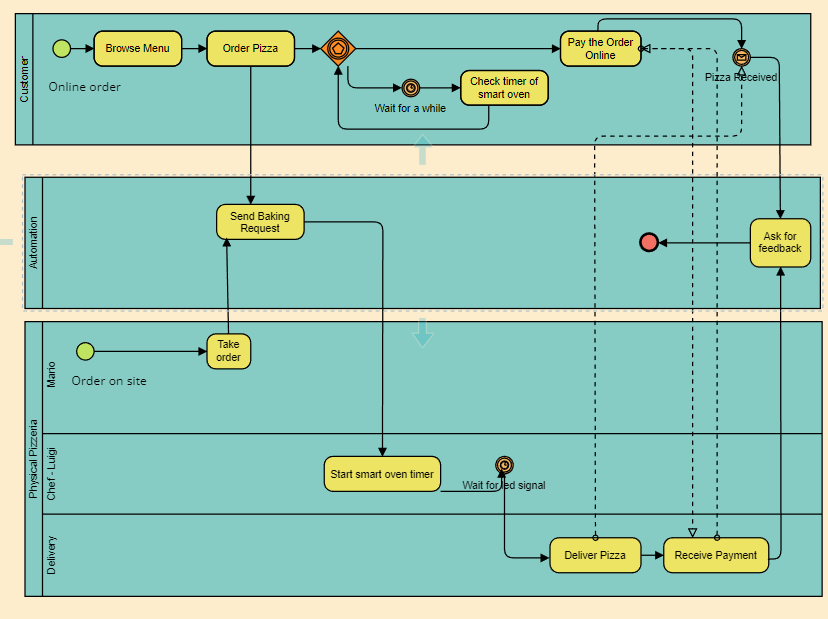 Customer
Browse Menu
Order Pizza
Pay the Order
Online
Pizza Received
Online order
Wait for a while
Check timer of
smart oven
Automation
Send Baking
Request
Ask for
feedback
Physical Pizzeria
Mario
Take
order
Order on site
Chef - Luigi
Start smart oven timer
Wait for led signal
Delivery
Deliver Pizza
Receive Payment